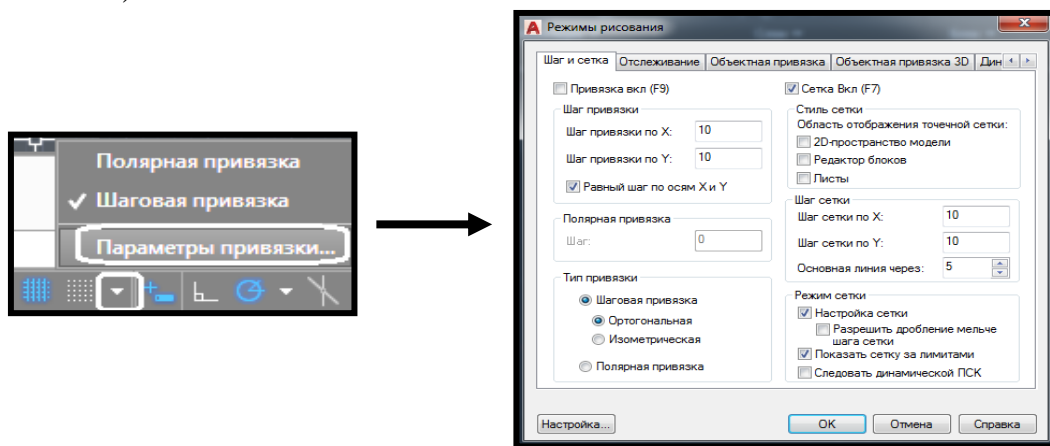 Полярная привязка
Шаговая привязка
Параметры привязки...
Режимы рисования
Шаг и сетка Отслеживание Объектная привязка Объектная привязка 3D Дин
Привязка вкл (F9)
Шаг привязки
Шаг привязки по X: 10
Шаг привязки по Y: 10
Равный шаг по осям X и Y
Полярная привязка
Шаг: 0
Тип привязки
Шаговая привязка
Ортогональная
Изометрическая
Полярная привязка
Сетка Вкл (F7)
Стиль сетки
Область отображения точечной сетки:
2D-пространство модели
Редактор блоков
Листы
Шаг сетки
Шаг сетки по X: 10
Шаг сетки по Y: 10
Основная линия через: 5
Режим сетки
Настройка сетки
Разрешить дробление мельче
шага сетки
Показать сетку за лимитами
Следовать динамической ПСК
Настройка... OK Отмена Справка